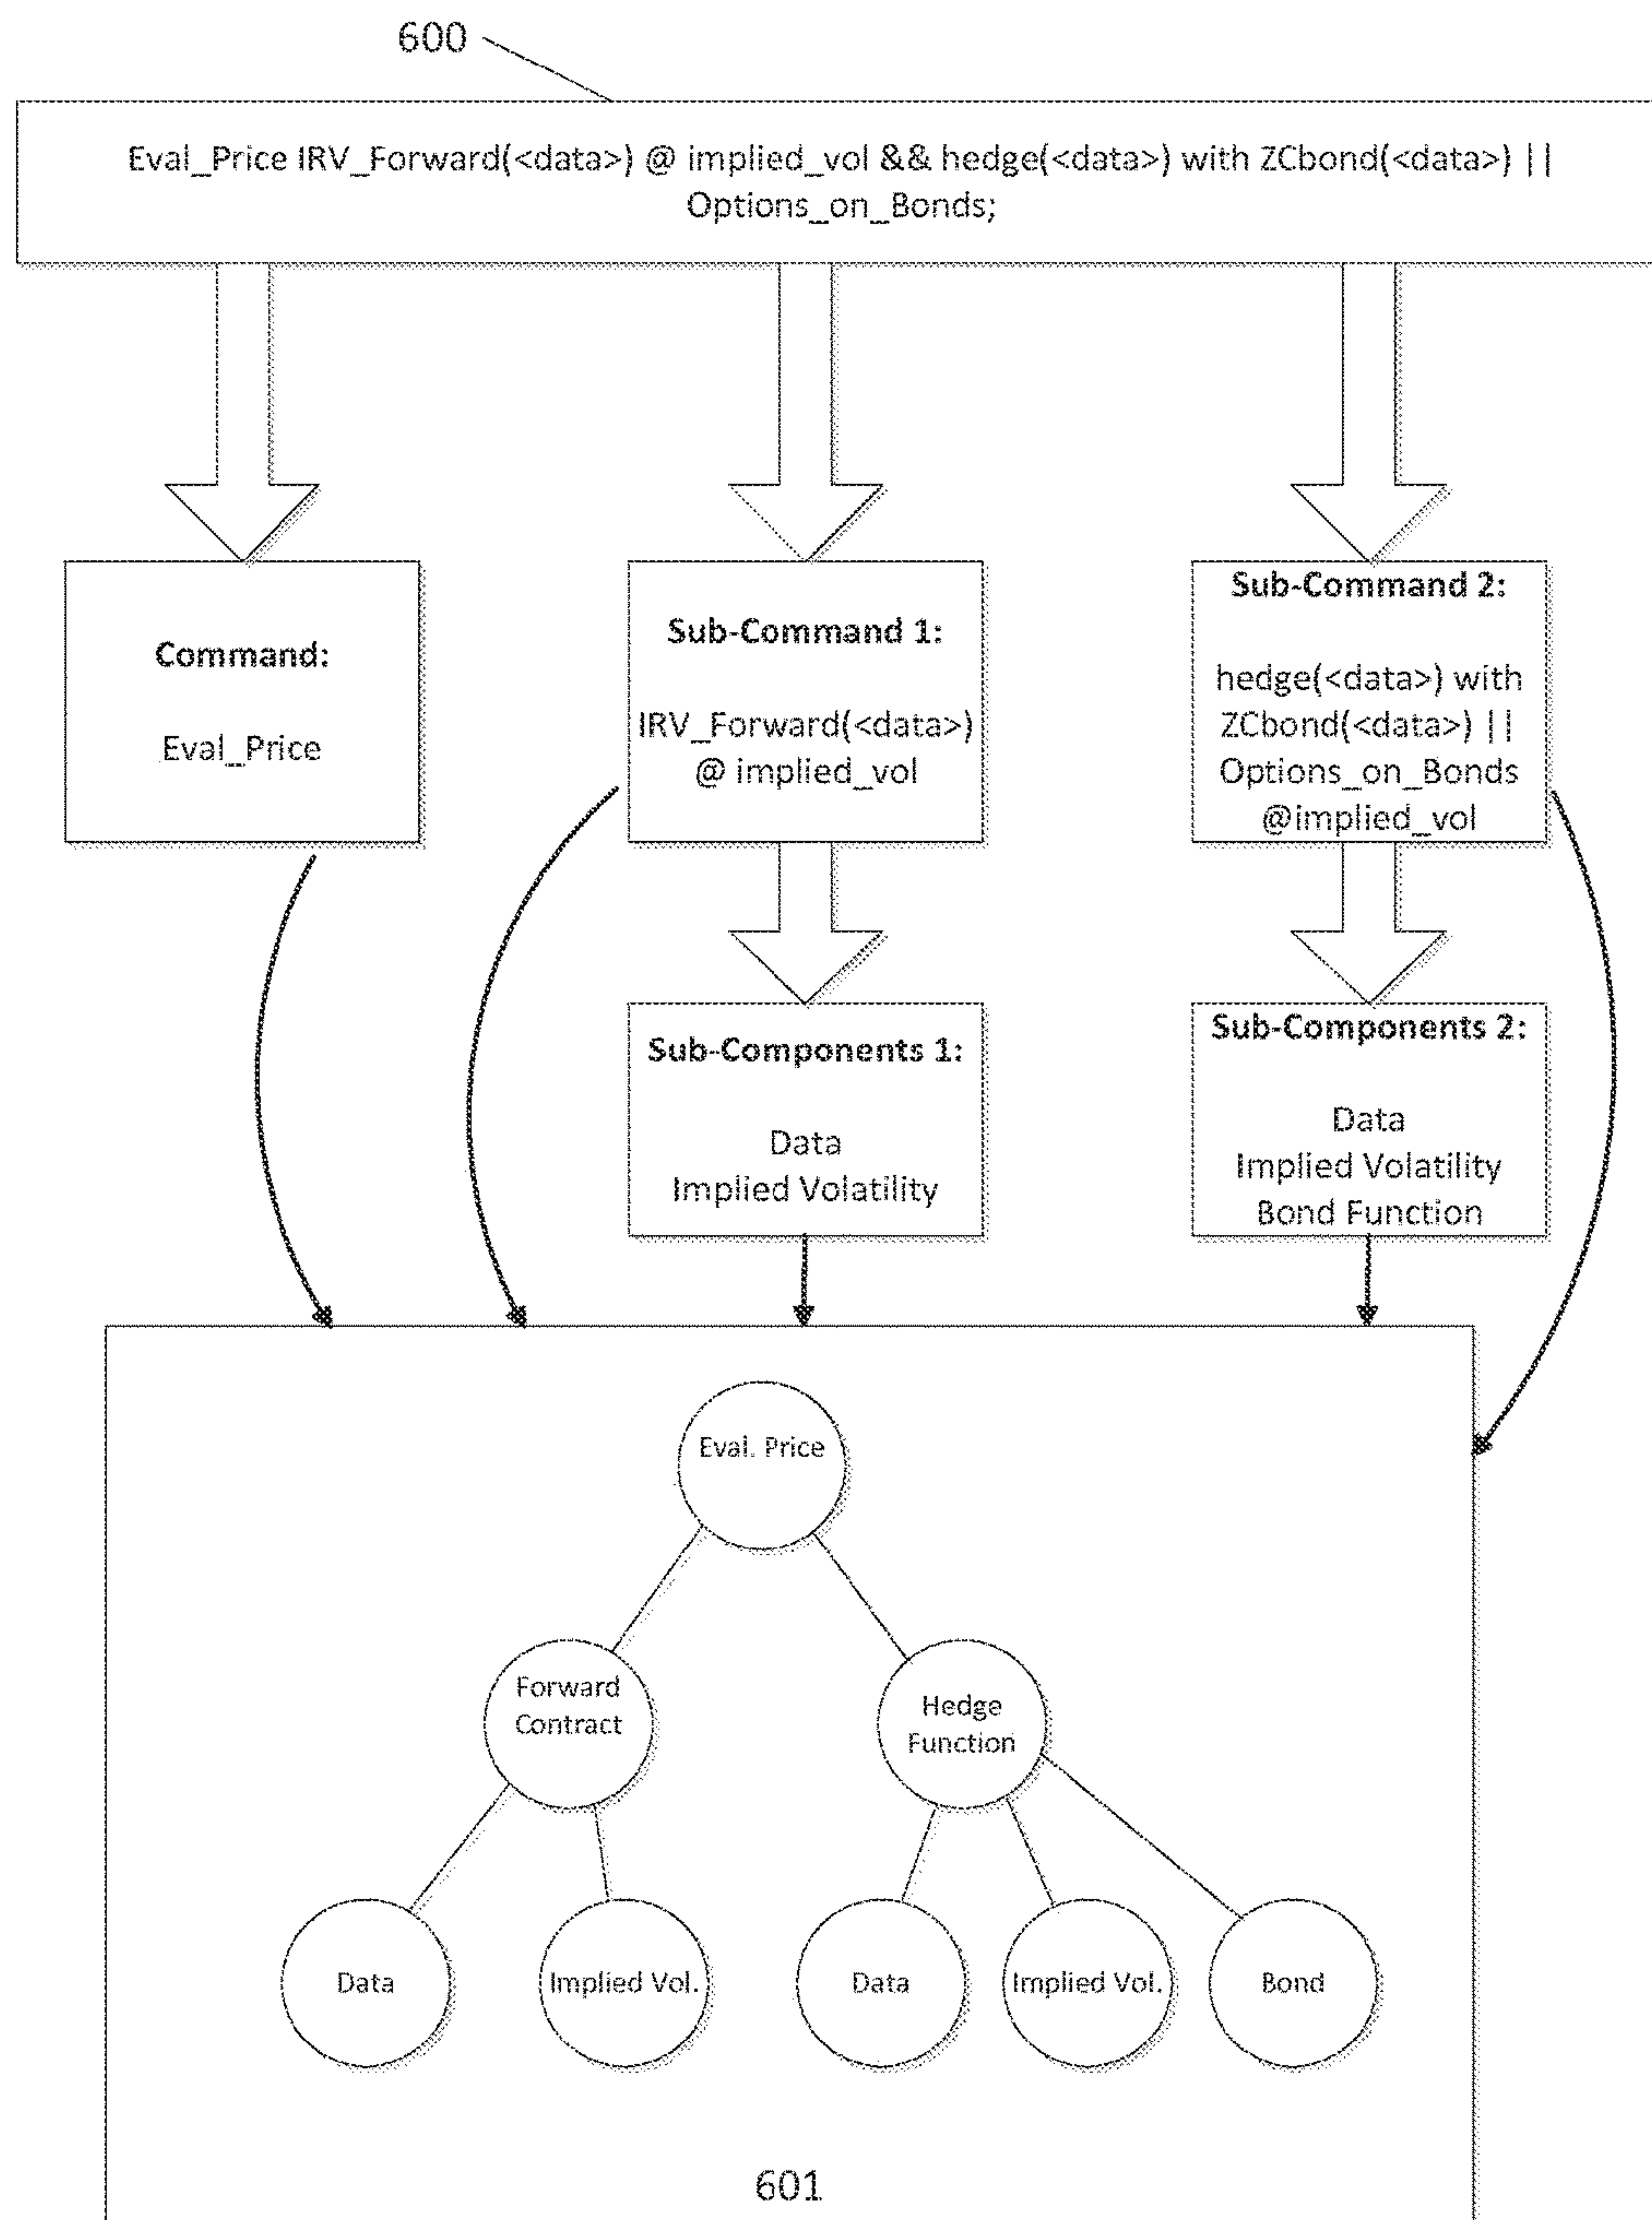 600
Eval_Price IRV_Forward(<data>) @ implied_vol && hedge(<data>) with ZCbond(<data>) ||
Options_on_Bonds;
Command:
Eval_Price
Sub-Command 1:
IRV_Forward(<data>)
@ implied_vol
Sub-Command 2:
hedge(<data>) with
ZCbond(<data>) ||
Options_on_Bonds
@implied_vol
Sub-Components 1:
Data
Implied Volatility
Sub-Components 2:
Data
Implied Volatility
Bond Function
Eval. Price
Forward
Contract
Hedge
Function
Data
Implied Vol.
Data
Implied Vol.
Bond
601